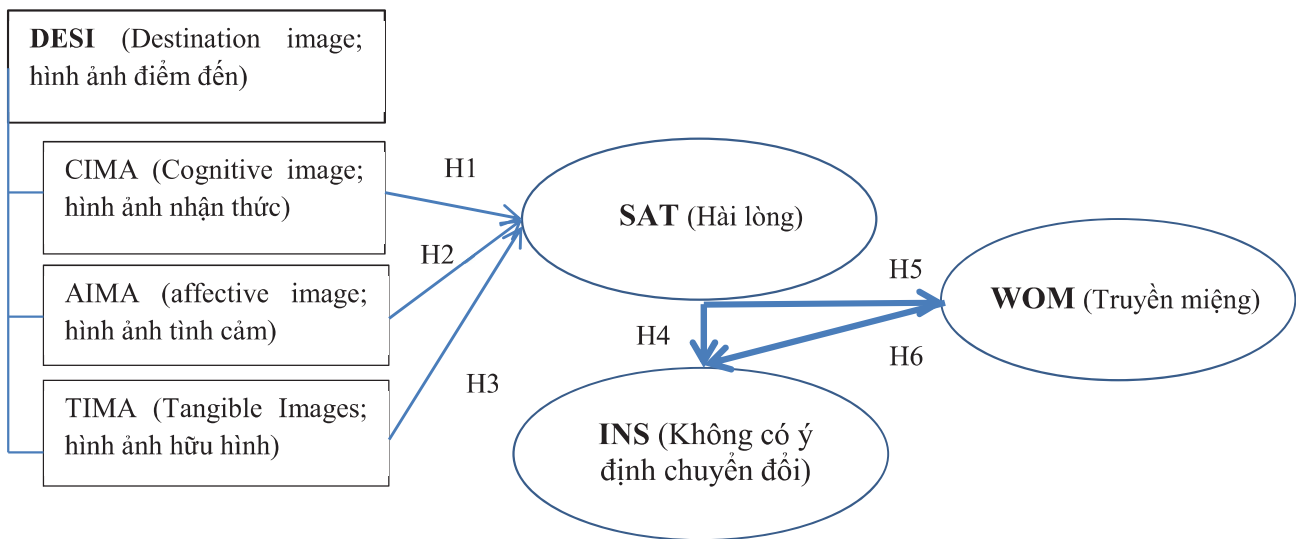 DESI (Destination image;
hình ảnh điểm đến)
CIMA (Cognitive image;
hình ảnh nhận thức)
AIMA (affective image;
hình ảnh tình cảm)
TIMA (Tangible Images;
hình ảnh hữu hình)
H1
H2
H3
SAT (Hài lòng)
H4
H5
H6
WOM (Truyền miệng)
INS (Không có ý
định chuyển đổi)